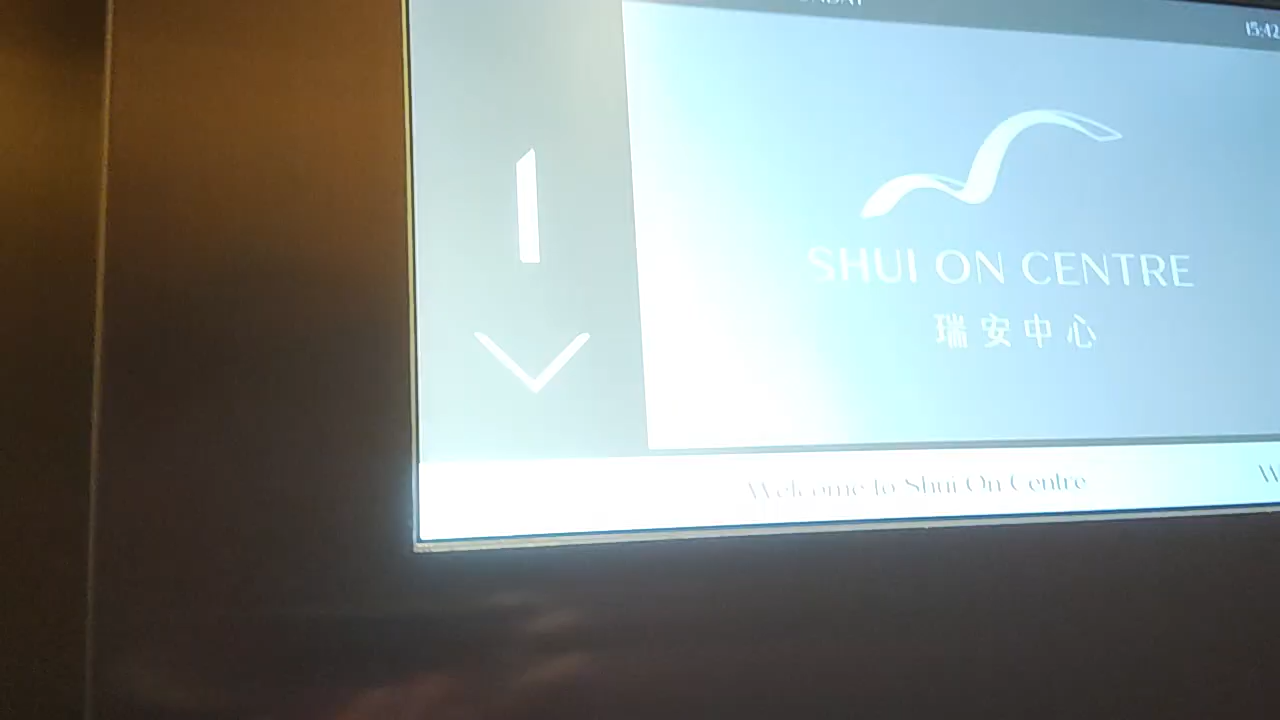 15:42
1
SHUI ON CENTRE
瑞安中心
Welcome to Shui On Centre